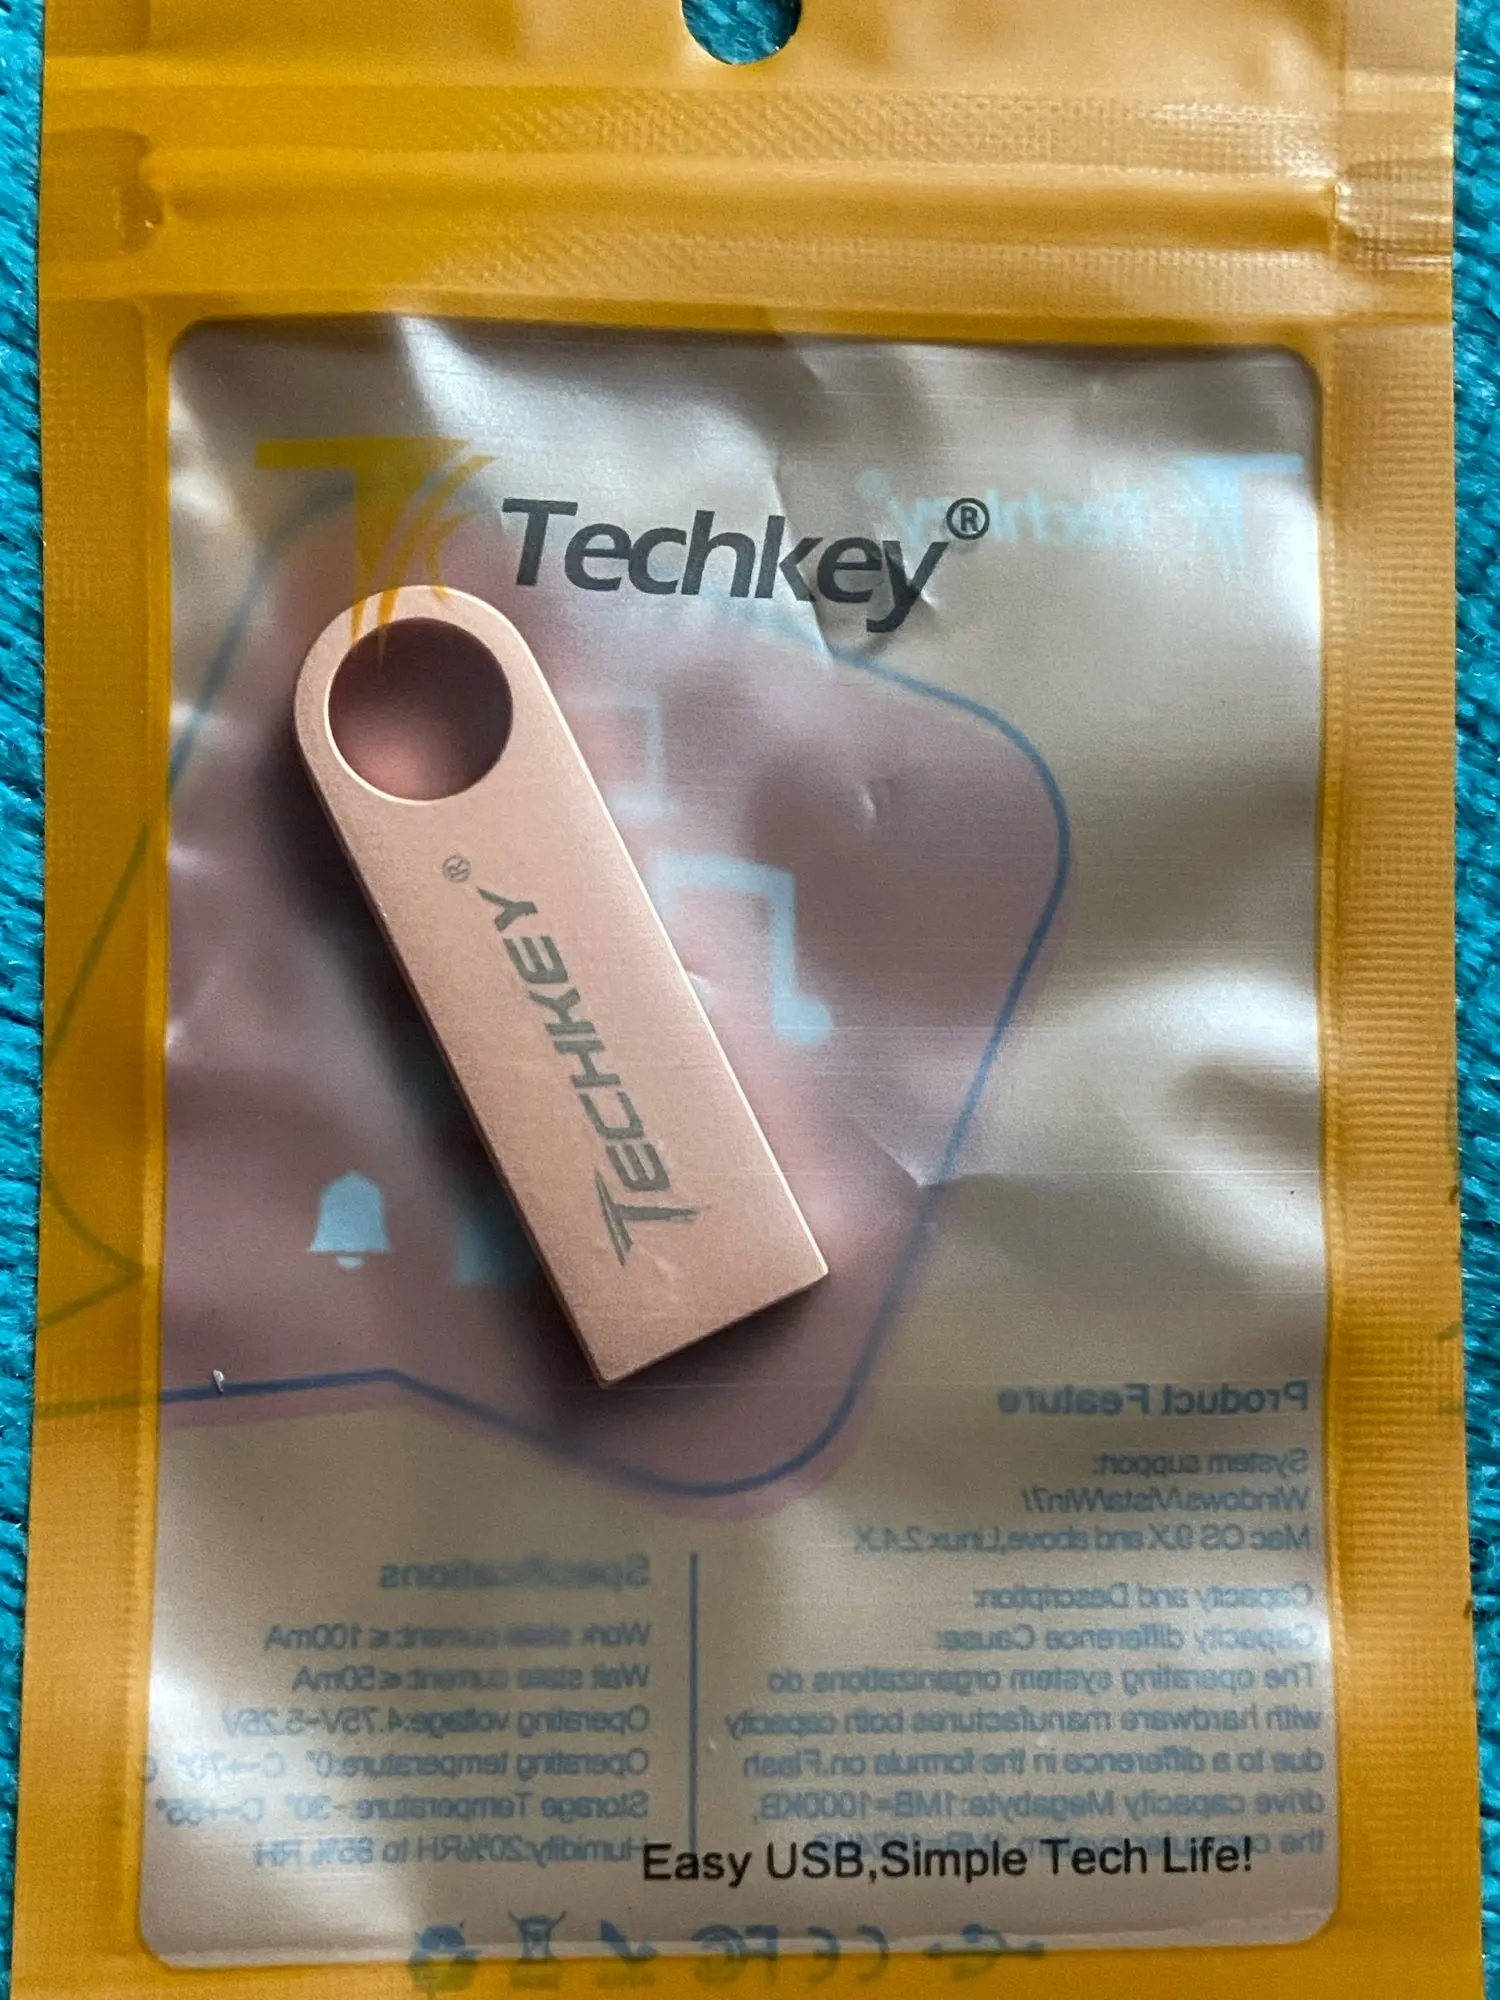 Techkey®
Techkey®
TECHKEY®
Product Feature
System support:
Windows/Vista/Win7/
Mac OS 9.X and above,Linux 2.4.X
Capacity and Description:
Capacity difference Cause:
The operating system organizations do
with hardware manufactures both capacity
due to a difference in the formula on.Flash
drive capacity Megabyte:1MB=1000KB,
the
Specifications
Work state current:≤100mA
Wait state current:≤50mA
Operating voltage:4.75V~5.25V
Operating temperature:0° C~+70° C
Storage Temperature:-30° C~+85°
Humidity:20%RH to 85% RH
Easy USB,Simple Tech Life!
FC CE